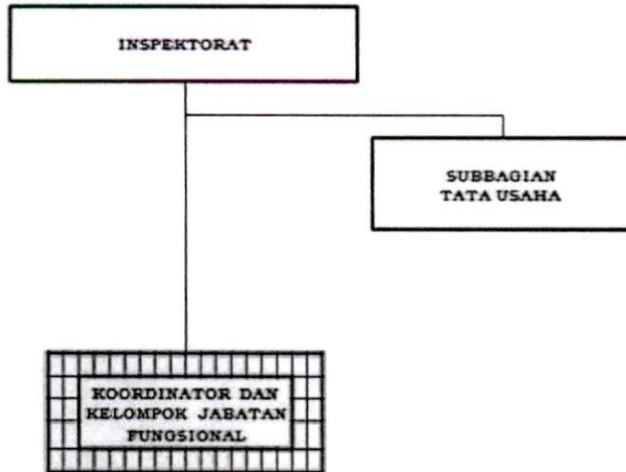 INSPEKTORAT
SUBBAGIAN
TATA USAHA
KOORDINATOR DAN
KELOMPOK JABATAN
FUNGSIONAL